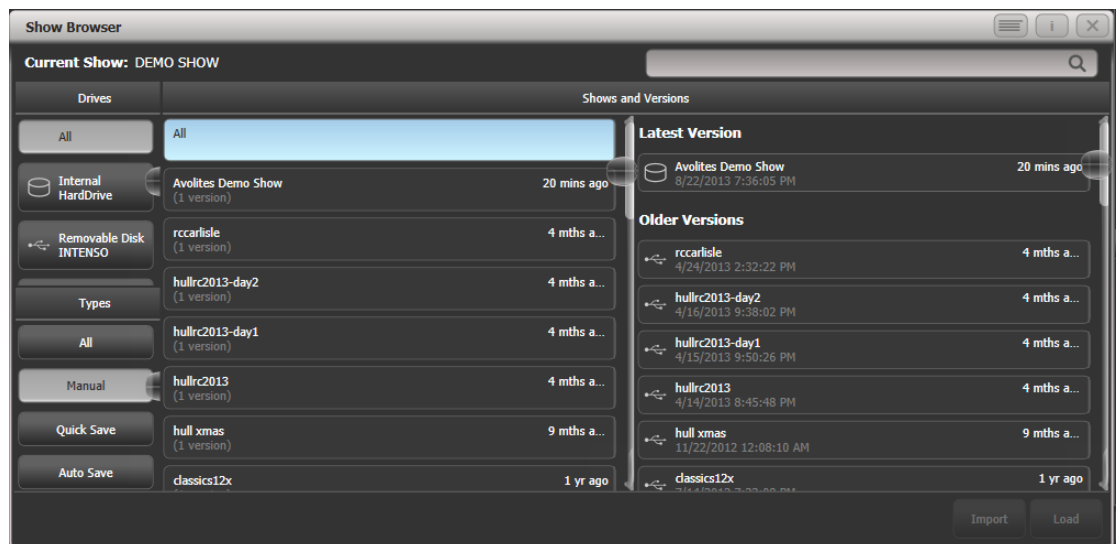 Show Browser
i
Current Show: DEMO SHOW
Drives
Shows and Versions
All
Internal
HardDrive
Removable Disk
INTENSO
Types
All
Manual
Quick Save
Auto Save
All
Avolites Demo Show 20 mins ago
(1 version)
rccarlisle 4 mths a...
(1 version)
hullrc2013-day2 4 mths a...
(1 version)
hullrc2013-day1 4 mths a...
(1 version)
hullrc2013 4 mths a...
(1 version)
hull xmas 9 mths a...
(1 version)
classics12x 1 yr ago
Latest Version
Avolites Demo Show 20 mins ago
8/22/2013 7:36:05 PM
Older Versions
rccarlisle 4 mths a...
4/24/2013 2:32:22 PM
hullrc2013-day2 4 mths a...
4/16/2013 9:38:02 PM
hullrc2013-day1 4 mths a...
4/15/2013 9:50:26 PM
hullrc2013 4 mths a...
4/14/2013 8:45:48 PM
hull xmas 9 mths a...
11/22/2012 12:08:10 AM
classics12x 1 yr ago
Import Load